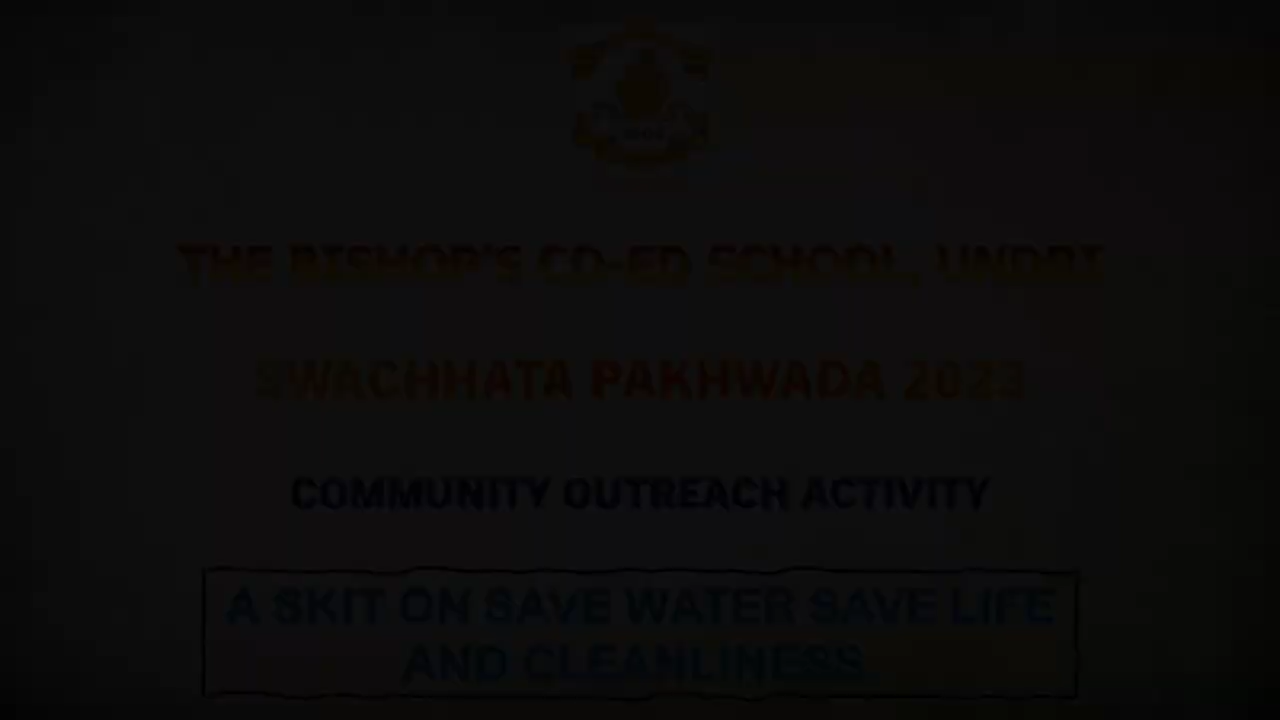 THE BISHOP'S CO-ED SCHOOL, UNDRI
SWACHHATA PAKHWADA 2023
COMMUNITY OUTREACH ACTIVITY
A SKIT ON SAVE WATER SAVE LIFE
AND CLEANLINESS